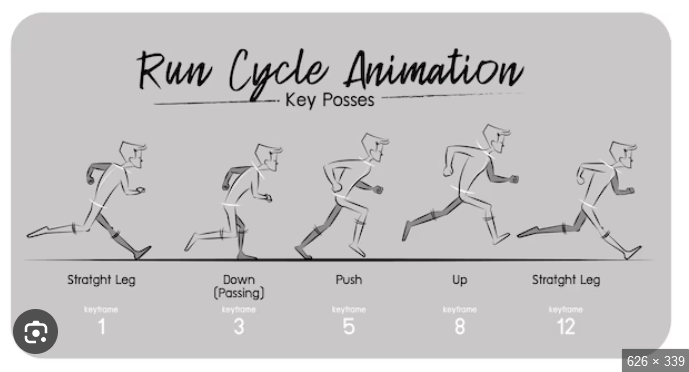 Run Cycle Animation
Key Posses
Stratght Leg
Down
(Passing)
Push
Up
Stratght Leg
keyframe
1
keyframe
3
keyframe
5
keyframe
8
keyframe
12
626 × 339